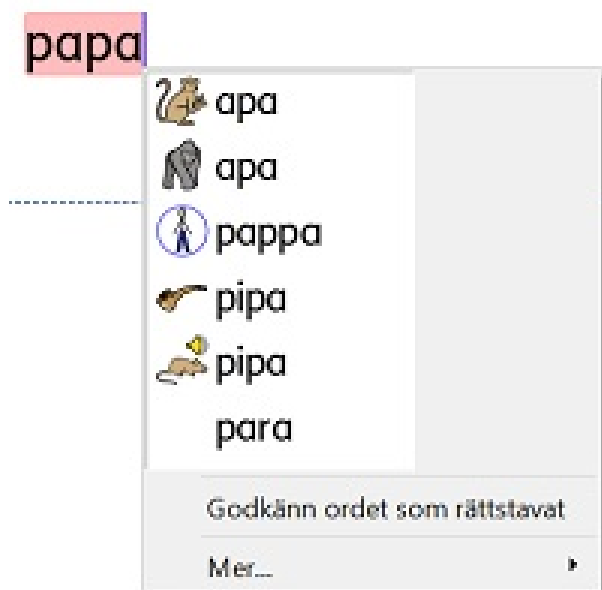 papa
apa
apa
pappa
pipa
pipa
para
Godkänn ordet som rättstavat
Mer...